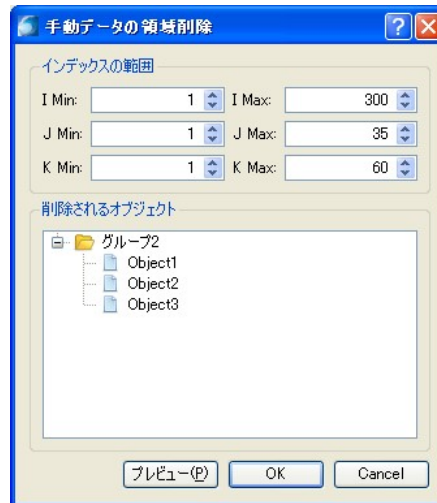 手動データの領域削除
インデックスの範囲
I Min: 1 I Max: 300
J Min: 1 J Max: 35
K Min: 1 K Max: 60
削除されるオブジェクト
グループ2
Object1
Object2
Object3
プレビュー(P) OK Cancel